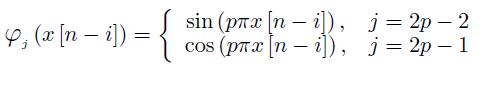 φ_j (x [n − i]) = { sin (pπx [n − i]) , j = 2p − 2
cos (pπx [n − i]) , j = 2p − 1